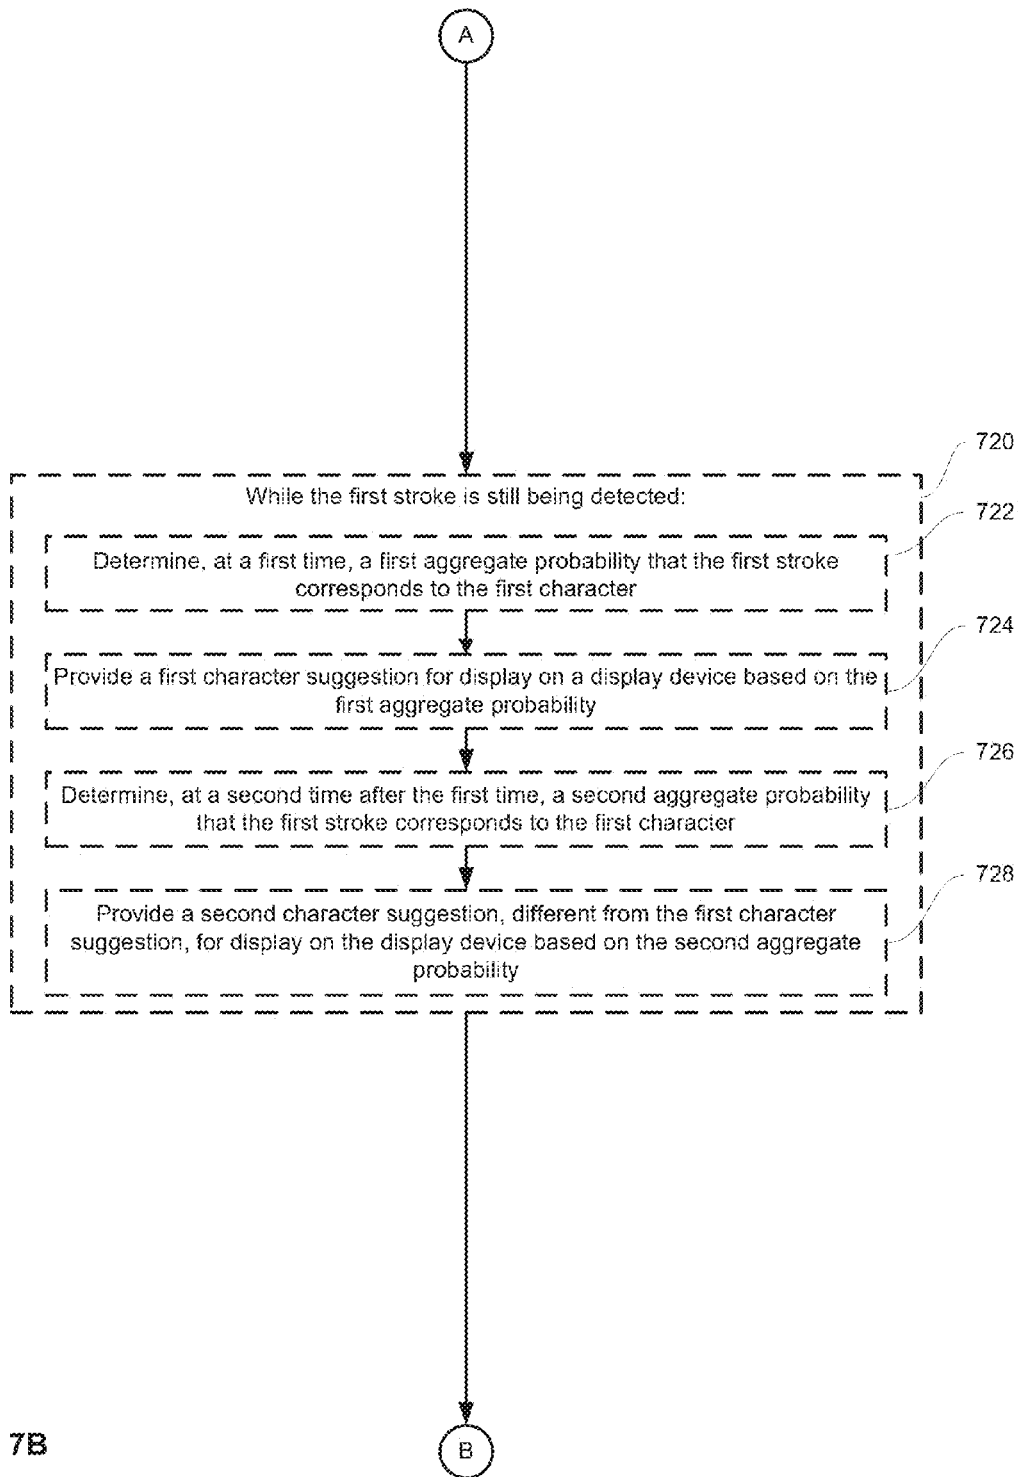 A
720
While the first stroke is still being detected:
722
Determine, at a first time, a first aggregate probability that the first stroke
corresponds to the first character
724
Provide a first character suggestion for display on a display device based on the
first aggregate probability
726
Determine, at a second time after the first time, a second aggregate probability
that the first stroke corresponds to the first character
728
Provide a second character suggestion, different from the first character
suggestion, for display on the display device based on the second aggregate
probability
7B
B